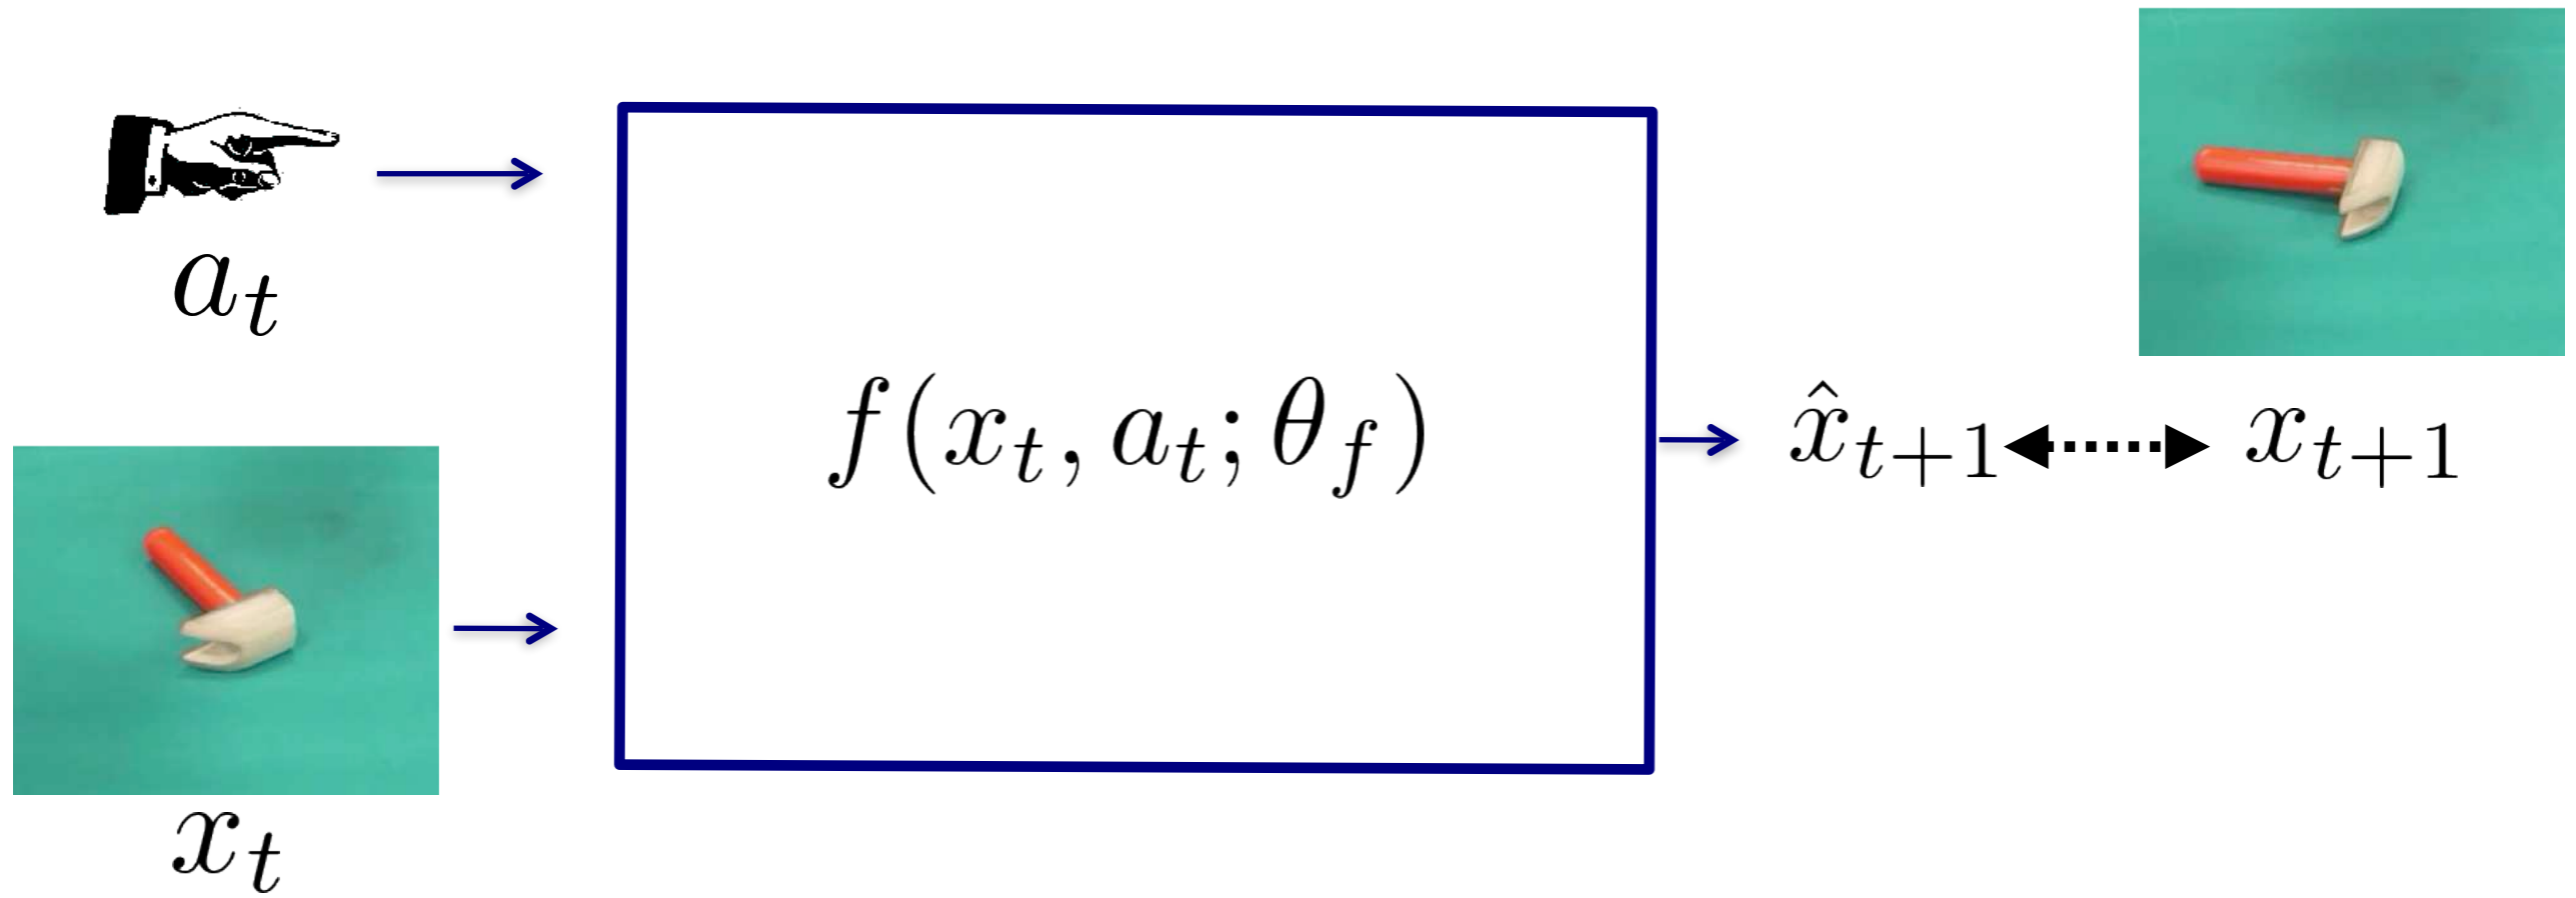 a_t
f(x_t, a_t; θ_f)
x̂_{t+1} x_{t+1}
x_t